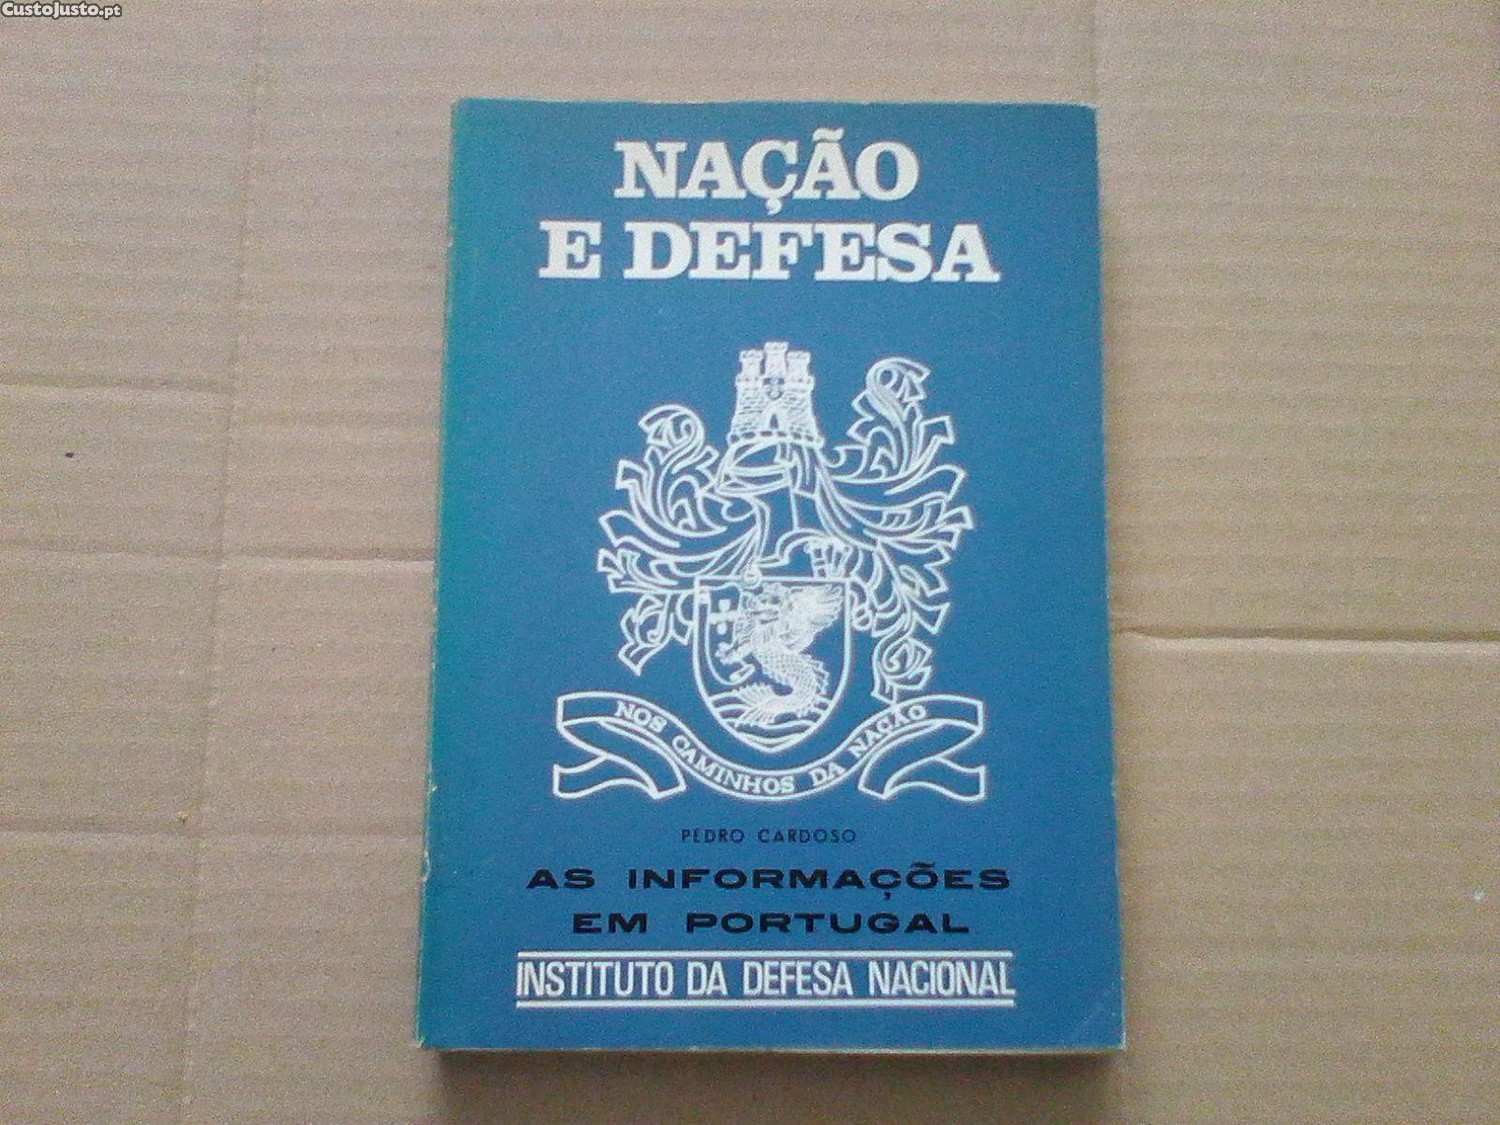 CustoJusto.pt
NAÇÃO
E DEFESA
NOS CAMINHOS DA NAÇÃO
PEDRO CARDOSO
AS INFORMAÇÕES
EM PORTUGAL
INSTITUTO DA DEFESA NACIONAL